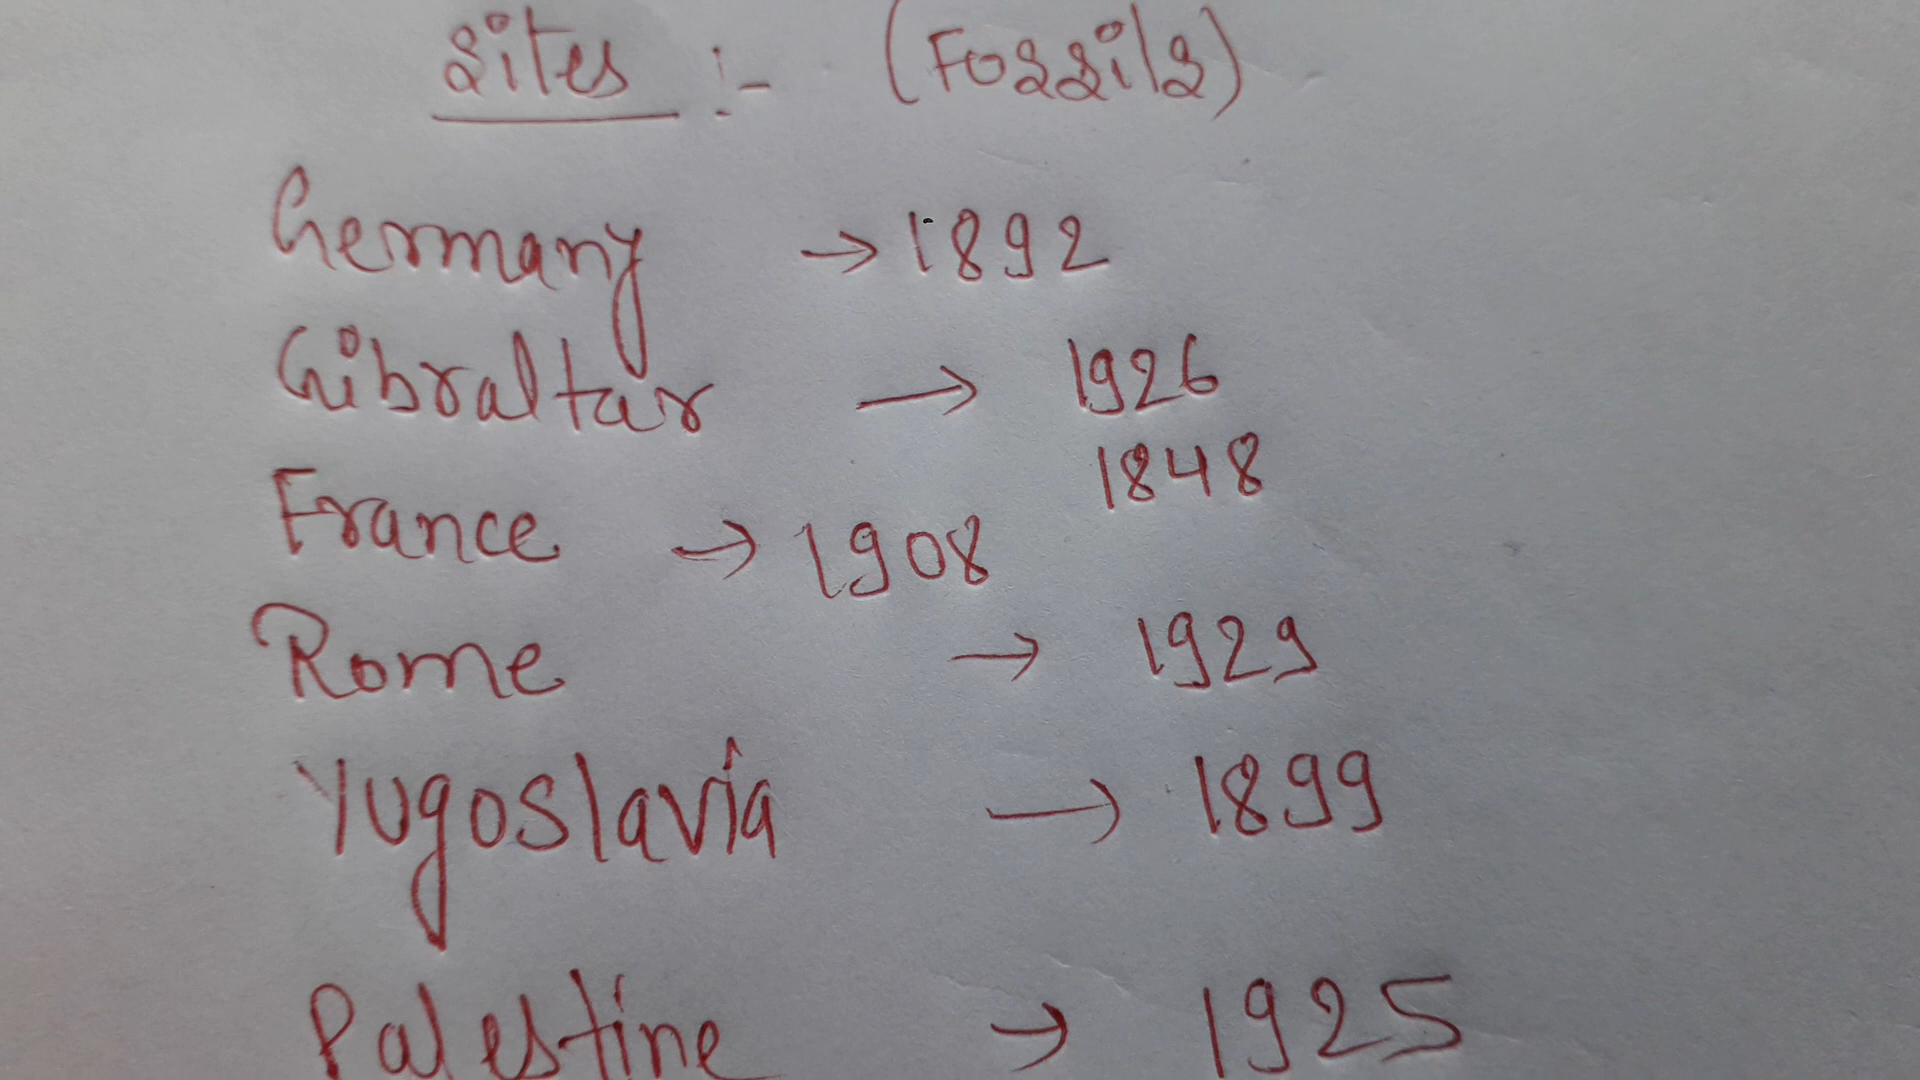 Sites :- (Fossils)
Germany → 1892
Gibraltar → 1926
1848
France → 1908
Rome → 1929
Yugoslavia → 1899
Palestine → 1925